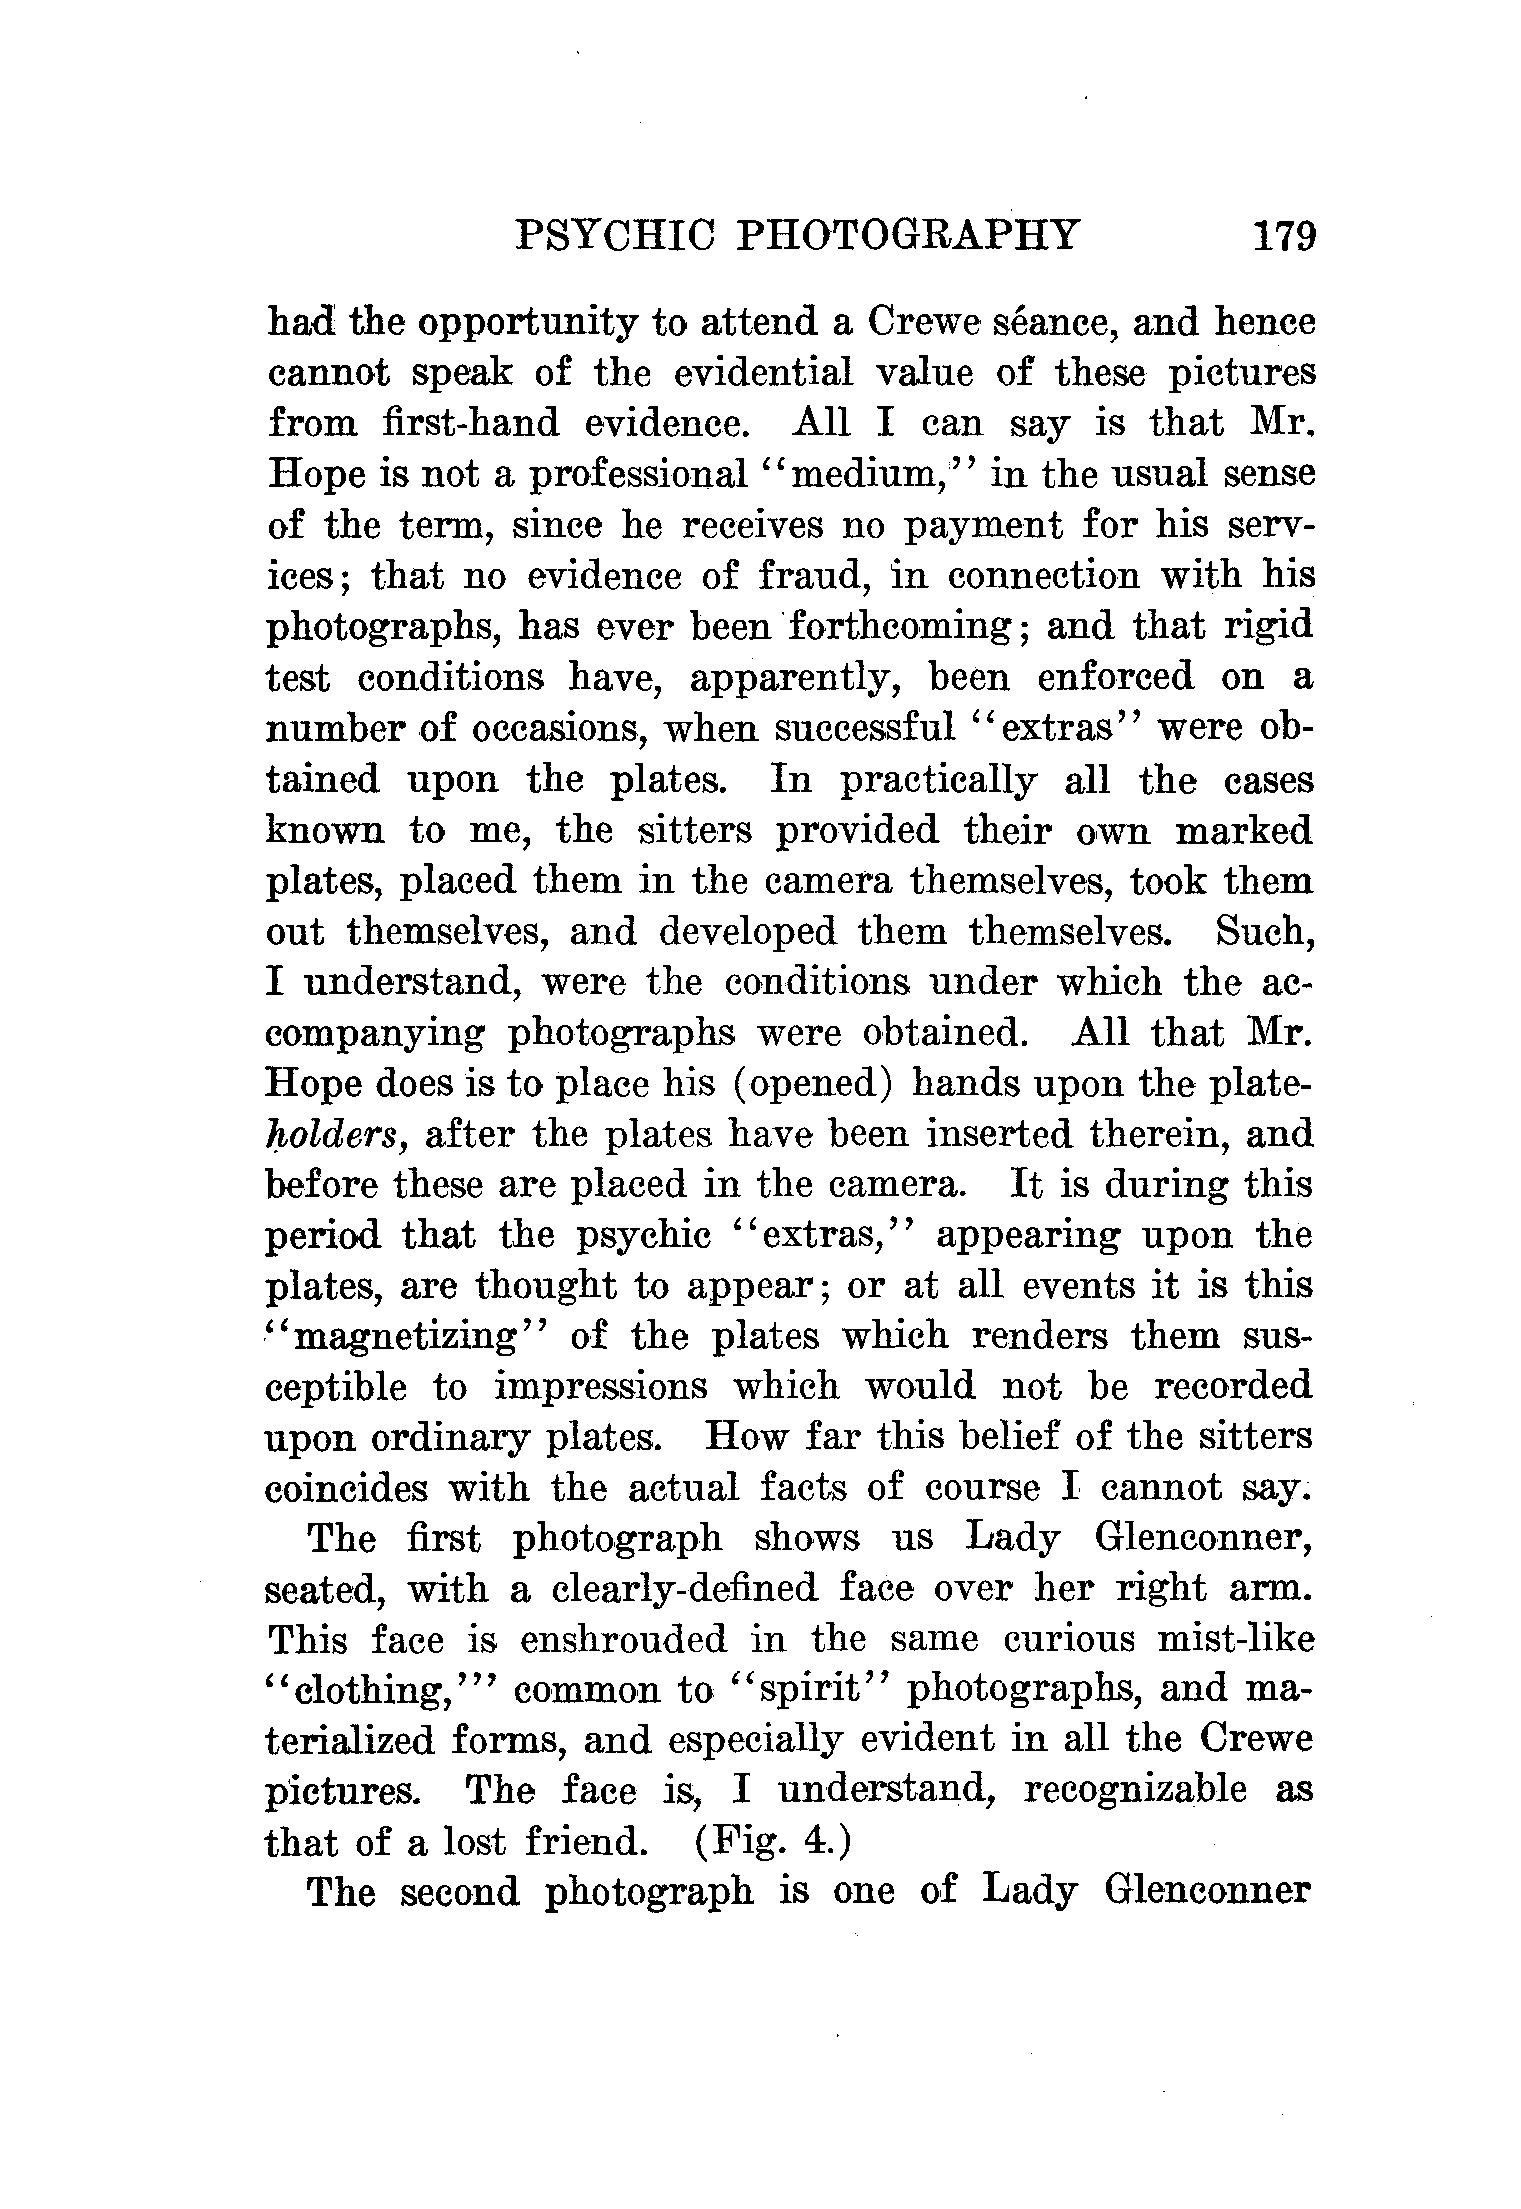 PSYCHIC PHOTOGRAPHY 179
had the opportunity to attend a Crewe séance, and hence
cannot speak of the evidential value of these pictures
from first-hand evidence. All I can say is that Mr.
Hope is not a professional "medium," in the usual sense
of the term, since he receives no payment for his serv-
ices; that no evidence of fraud, in connection with his
photographs, has ever been forthcoming; and that rigid
test conditions have, apparently, been enforced on a
number of occasions, when successful "extras" were ob-
tained upon the plates. In practically all the cases
known to me, the sitters provided their own marked
plates, placed them in the camera themselves, took them
out themselves, and developed them themselves. Such,
I understand, were the conditions under which the ac-
companying photographs were obtained. All that Mr.
Hope does is to place his (opened) hands upon the plate-
holders, after the plates have been inserted therein, and
before these are placed in the camera. It is during this
period that the psychic "extras," appearing upon the
plates, are thought to appear; or at all events it is this
"magnetizing" of the plates which renders them sus-
ceptible to impressions which would not be recorded
upon ordinary plates. How far this belief of the sitters
coincides with the actual facts of course I cannot say.
The first photograph shows us Lady Glenconner,
seated, with a clearly-defined face over her right arm.
This face is enshrouded in the same curious mist-like
"clothing,'" common to "spirit" photographs, and ma-
terialized forms, and especially evident in all the Crewe
pictures. The face is, I understand, recognizable as
that of a lost friend. (Fig. 4.)
The second photograph is one of Lady Glenconner